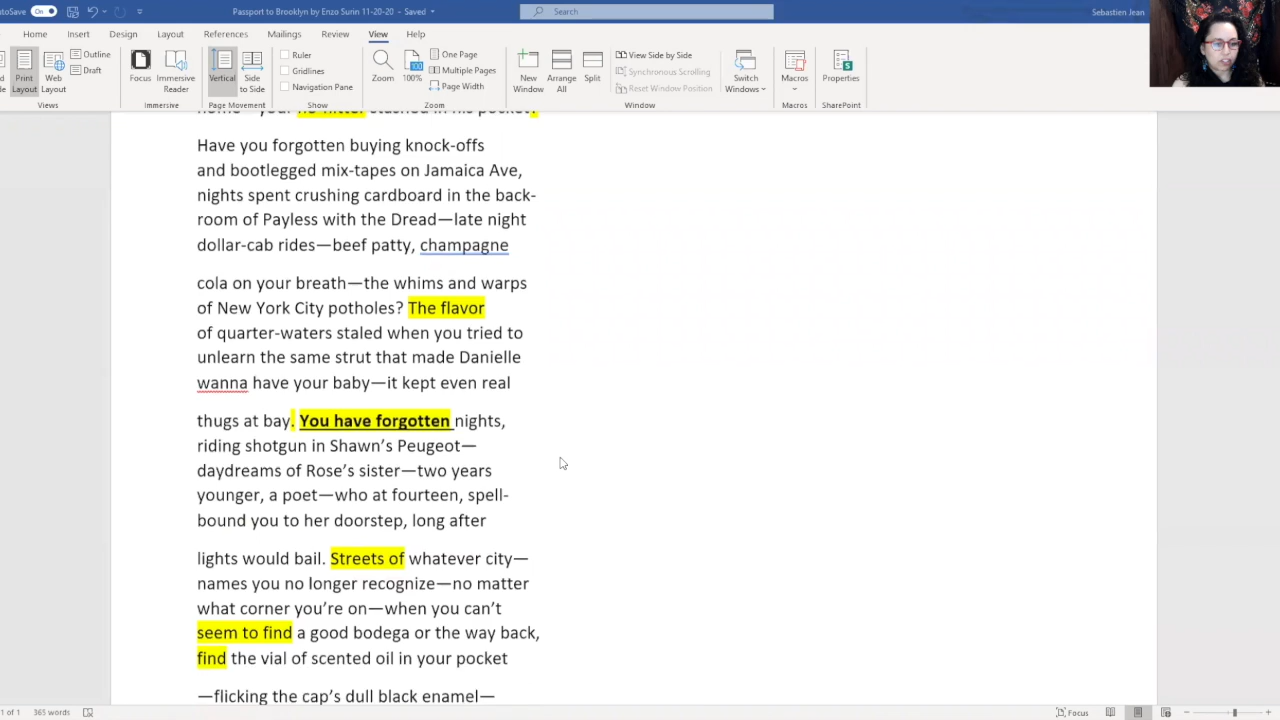 AutoSave On Passport to Brooklyn by Enzo Surin 11-20-20 - Saved Search Sebastien Jean
Insert Design Layout References Mailings Review View Help
Print Layout Web Layout Outline Draft Focus Immersive Reader Vertical Side to Side Ruler Gridlines Navigation Pane Zoom 100% One Page Multiple Pages Page Width New Window Arrange All Split View Side by Side Synchronous Scrolling Reset Window Position Switch Windows Macros Properties
Views Immersive Page Movement Show Zoom Window Macros SharePoint
home—your no-hitter stashed in his pocket?
Have you forgotten buying knock-offs
and bootlegged mix-tapes on Jamaica Ave,
nights spent crushing cardboard in the back-
room of Payless with the Dread—late night
dollar-cab rides—beef patty, champagne
cola on your breath—the whims and warps
of New York City potholes? The flavor
of quarter-waters staled when you tried to
unlearn the same strut that made Danielle
wanna have your baby—it kept even real
thugs at bay. You have forgotten nights,
riding shotgun in Shawn’s Peugeot—
daydreams of Rose’s sister—two years
younger, a poet—who at fourteen, spell-
bound you to her doorstep, long after
lights would bail. Streets of whatever city—
names you no longer recognize—no matter
what corner you’re on—when you can’t
seem to find a good bodega or the way back,
find the vial of scented oil in your pocket
—flicking the cap’s dull black enamel—
1 of 1 365 words Focus